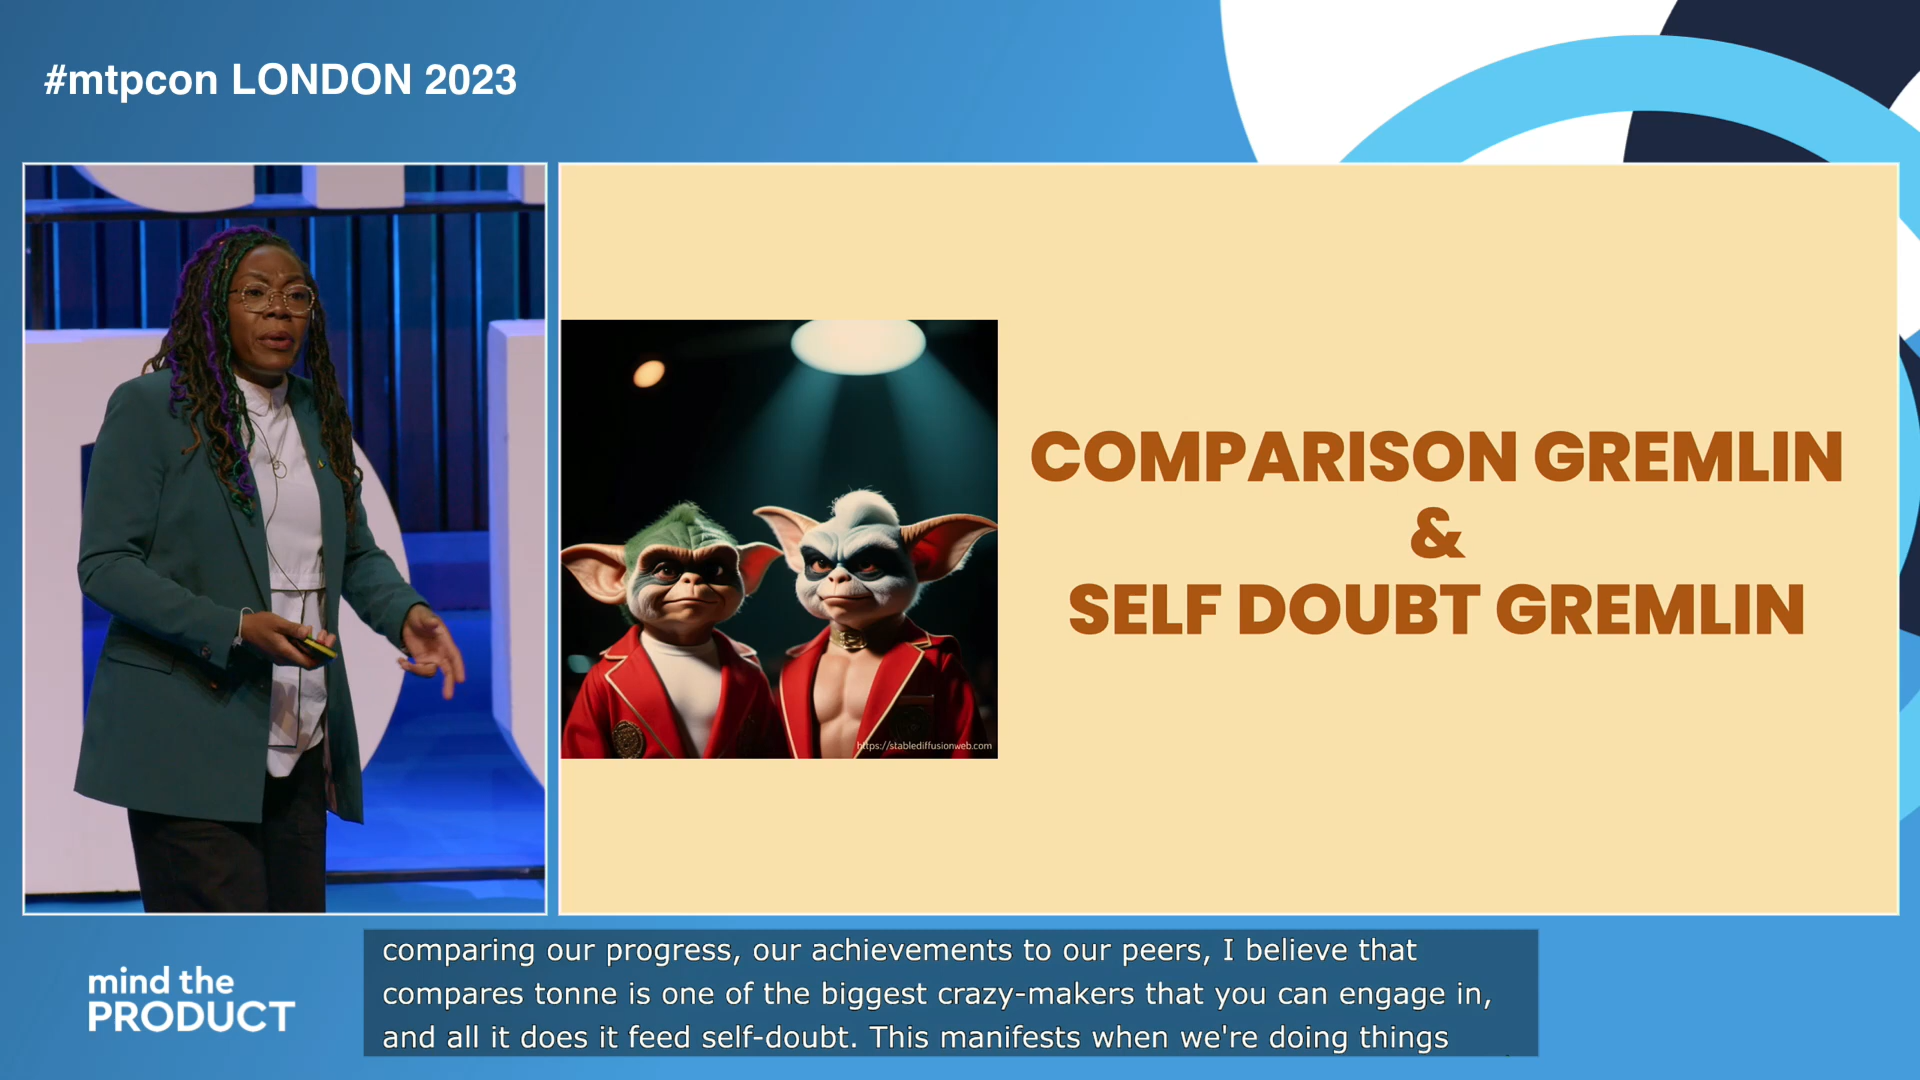 #mtpcon LONDON 2023
COMPARISON GREMLIN
&
SELF DOUBT GREMLIN
https://stablediffusionweb.com
mind the
PRODUCT
comparing our progress, our achievements to our peers, I believe that
compares tonne is one of the biggest crazy-makers that you can engage in,
and all it does it feed self-doubt. This manifests when we're doing things